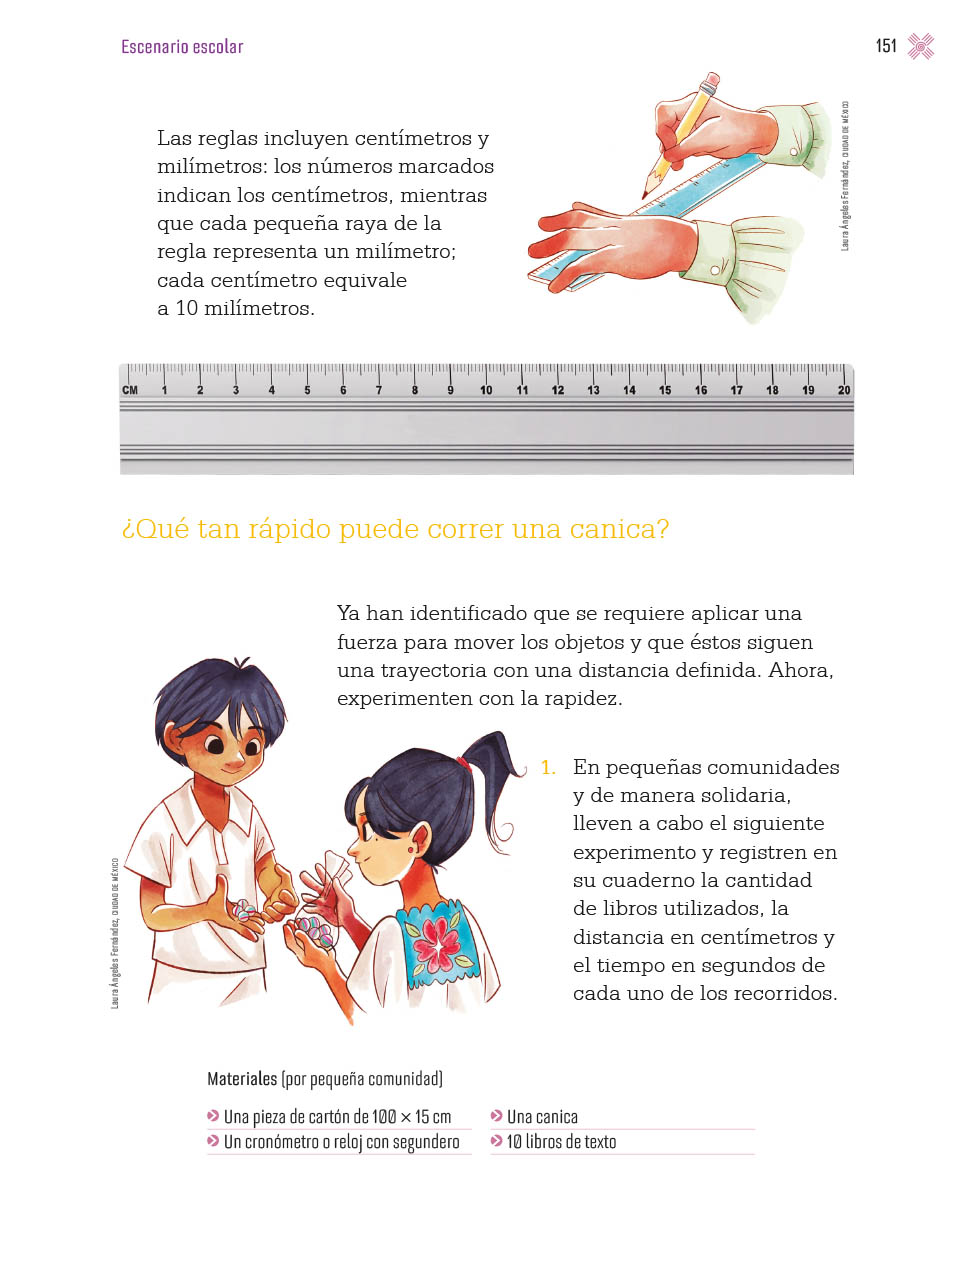 Escenario escolar
151
Las reglas incluyen centímetros y
milímetros: los números marcados
indican los centímetros, mientras
que cada pequeña raya de la
regla representa un milímetro;
cada centímetro equivale
a 10 milímetros.
Laura Ángeles Fernández, CIUDAD DE MÉXICO
CM 1 2 3 4 5 6 7 8 9 10 11 12 13 14 15 16 17 18 19 20
¿Qué tan rápido puede correr una canica?
Ya han identificado que se requiere aplicar una
fuerza para mover los objetos y que éstos siguen
una trayectoria con una distancia definida. Ahora,
experimenten con la rapidez.
1. En pequeñas comunidades
y de manera solidaria,
lleven a cabo el siguiente
experimento y registren en
su cuaderno la cantidad
de libros utilizados, la
distancia en centímetros y
el tiempo en segundos de
cada uno de los recorridos.
Laura Ángeles Fernández, CIUDAD DE MÉXICO
Materiales (por pequeña comunidad)
Una pieza de cartón de 100 × 15 cm
Un cronómetro o reloj con segundero
Una canica
10 libros de texto